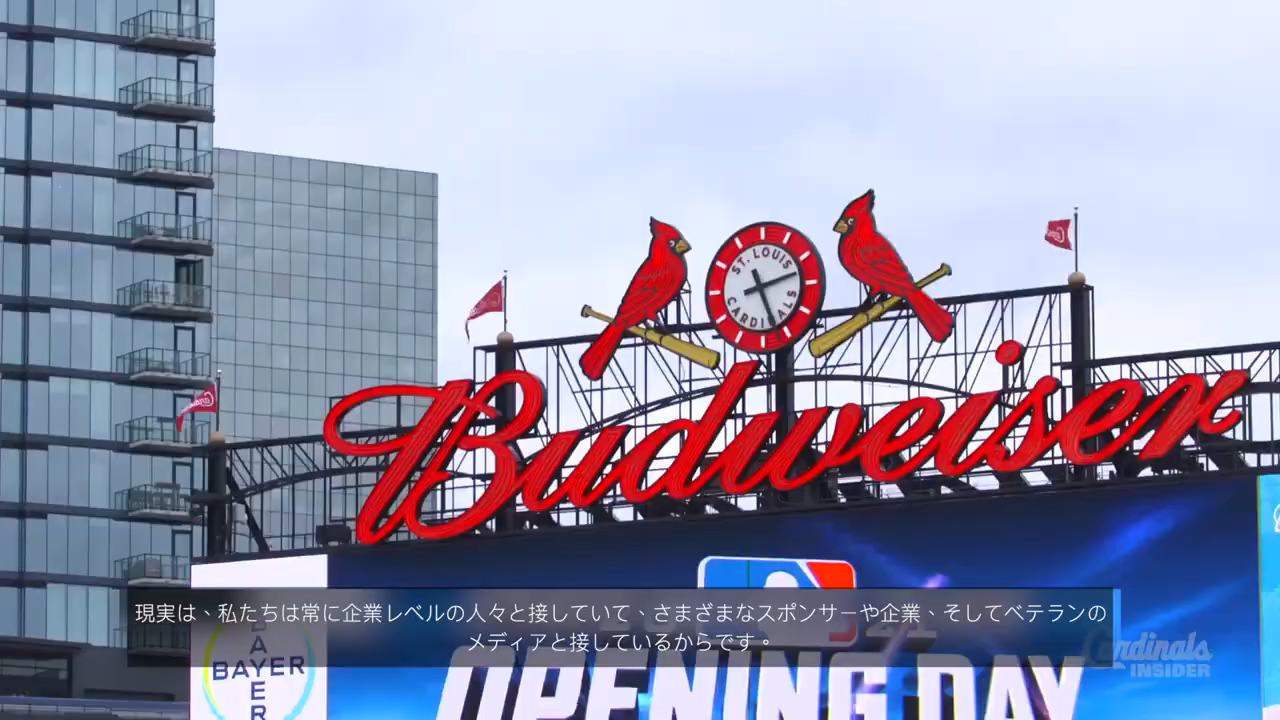 ST. LOUIS
CARDINALS
Budweiser
現実は、私たちは常に企業レベルの人々と接していて、さまざまなスポンサーや企業、そしてベテランの
メディアと接しているからです。
BAYER
BAYER
OPENING DAY
Cardinals
INSIDER